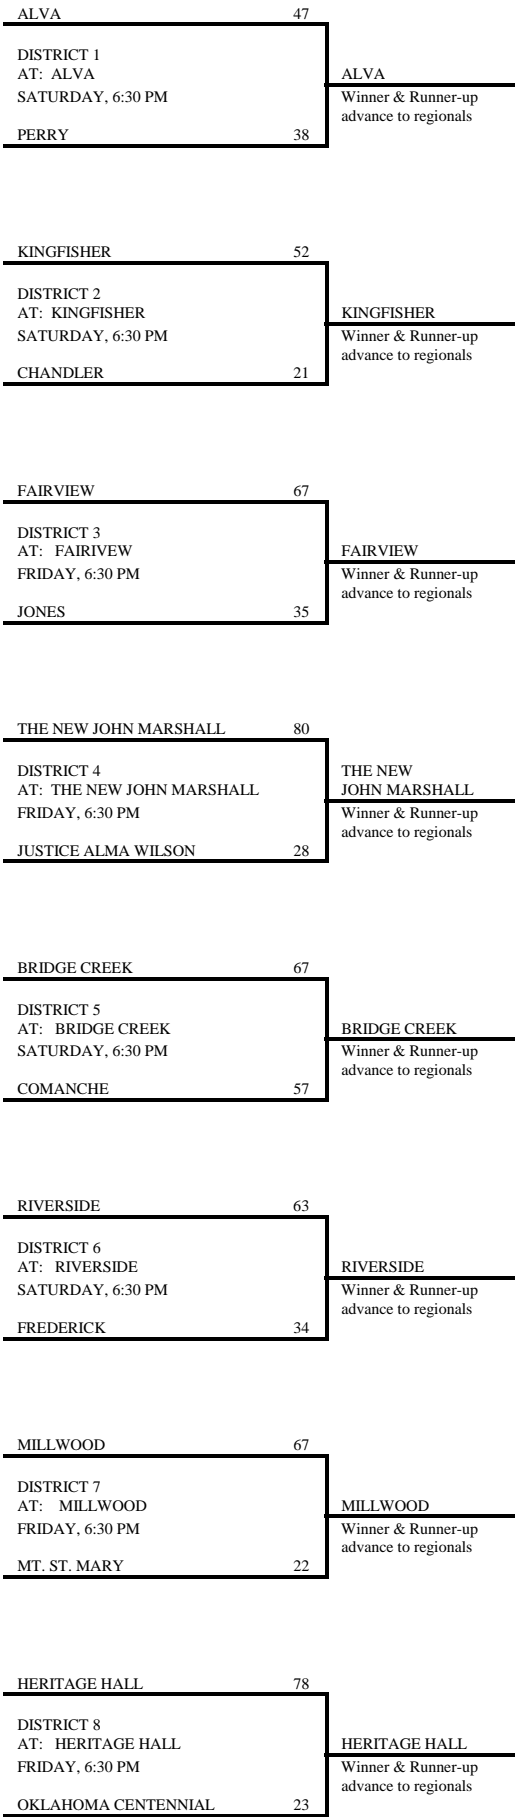 ALVA 47
DISTRICT 1
AT: ALVA
SATURDAY, 6:30 PM
PERRY 38
ALVA
Winner & Runner-up
advance to regionals
KINGFISHER 52
DISTRICT 2
AT: KINGFISHER
SATURDAY, 6:30 PM
CHANDLER 21
KINGFISHER
Winner & Runner-up
advance to regionals
FAIRVIEW 67
DISTRICT 3
AT: FAIRIVEW
FRIDAY, 6:30 PM
JONES 35
FAIRVIEW
Winner & Runner-up
advance to regionals
THE NEW JOHN MARSHALL 80
DISTRICT 4
AT: THE NEW JOHN MARSHALL
FRIDAY, 6:30 PM
JUSTICE ALMA WILSON 28
THE NEW
JOHN MARSHALL
Winner & Runner-up
advance to regionals
BRIDGE CREEK 67
DISTRICT 5
AT: BRIDGE CREEK
SATURDAY, 6:30 PM
COMANCHE 57
BRIDGE CREEK
Winner & Runner-up
advance to regionals
RIVERSIDE 63
DISTRICT 6
AT: RIVERSIDE
SATURDAY, 6:30 PM
FREDERICK 34
RIVERSIDE
Winner & Runner-up
advance to regionals
MILLWOOD 67
DISTRICT 7
AT: MILLWOOD
FRIDAY, 6:30 PM
MT. ST. MARY 22
MILLWOOD
Winner & Runner-up
advance to regionals
HERITAGE HALL 78
DISTRICT 8
AT: HERITAGE HALL
FRIDAY, 6:30 PM
OKLAHOMA CENTENNIAL 23
HERITAGE HALL
Winner & Runner-up
advance to regionals